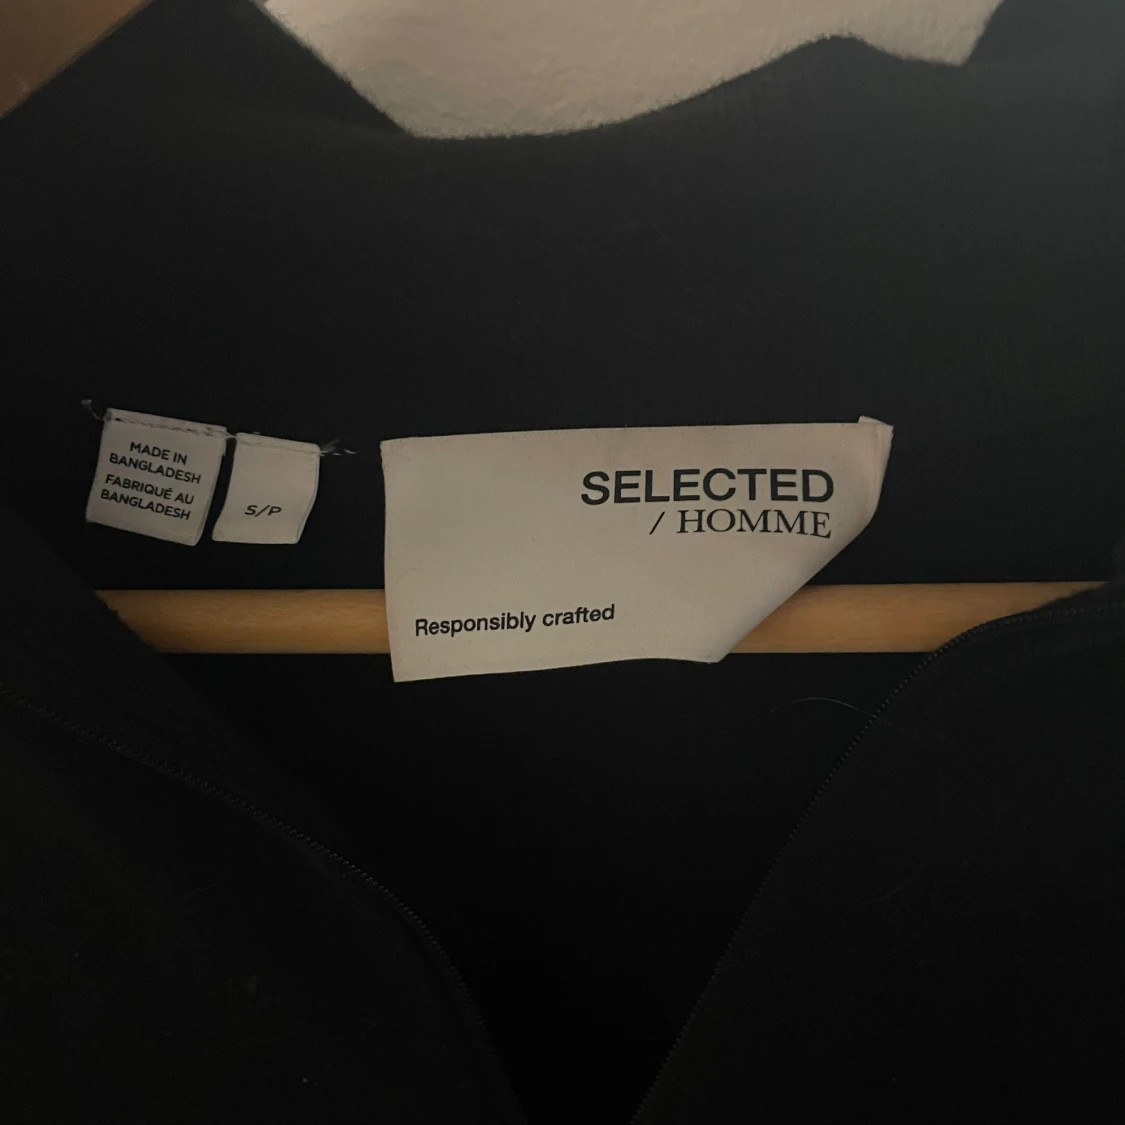 MADE IN
BANGLADESH
FABRIQUÉ AU
BANGLADESH
S/P
SELECTED
/ HOMME
Responsibly crafted